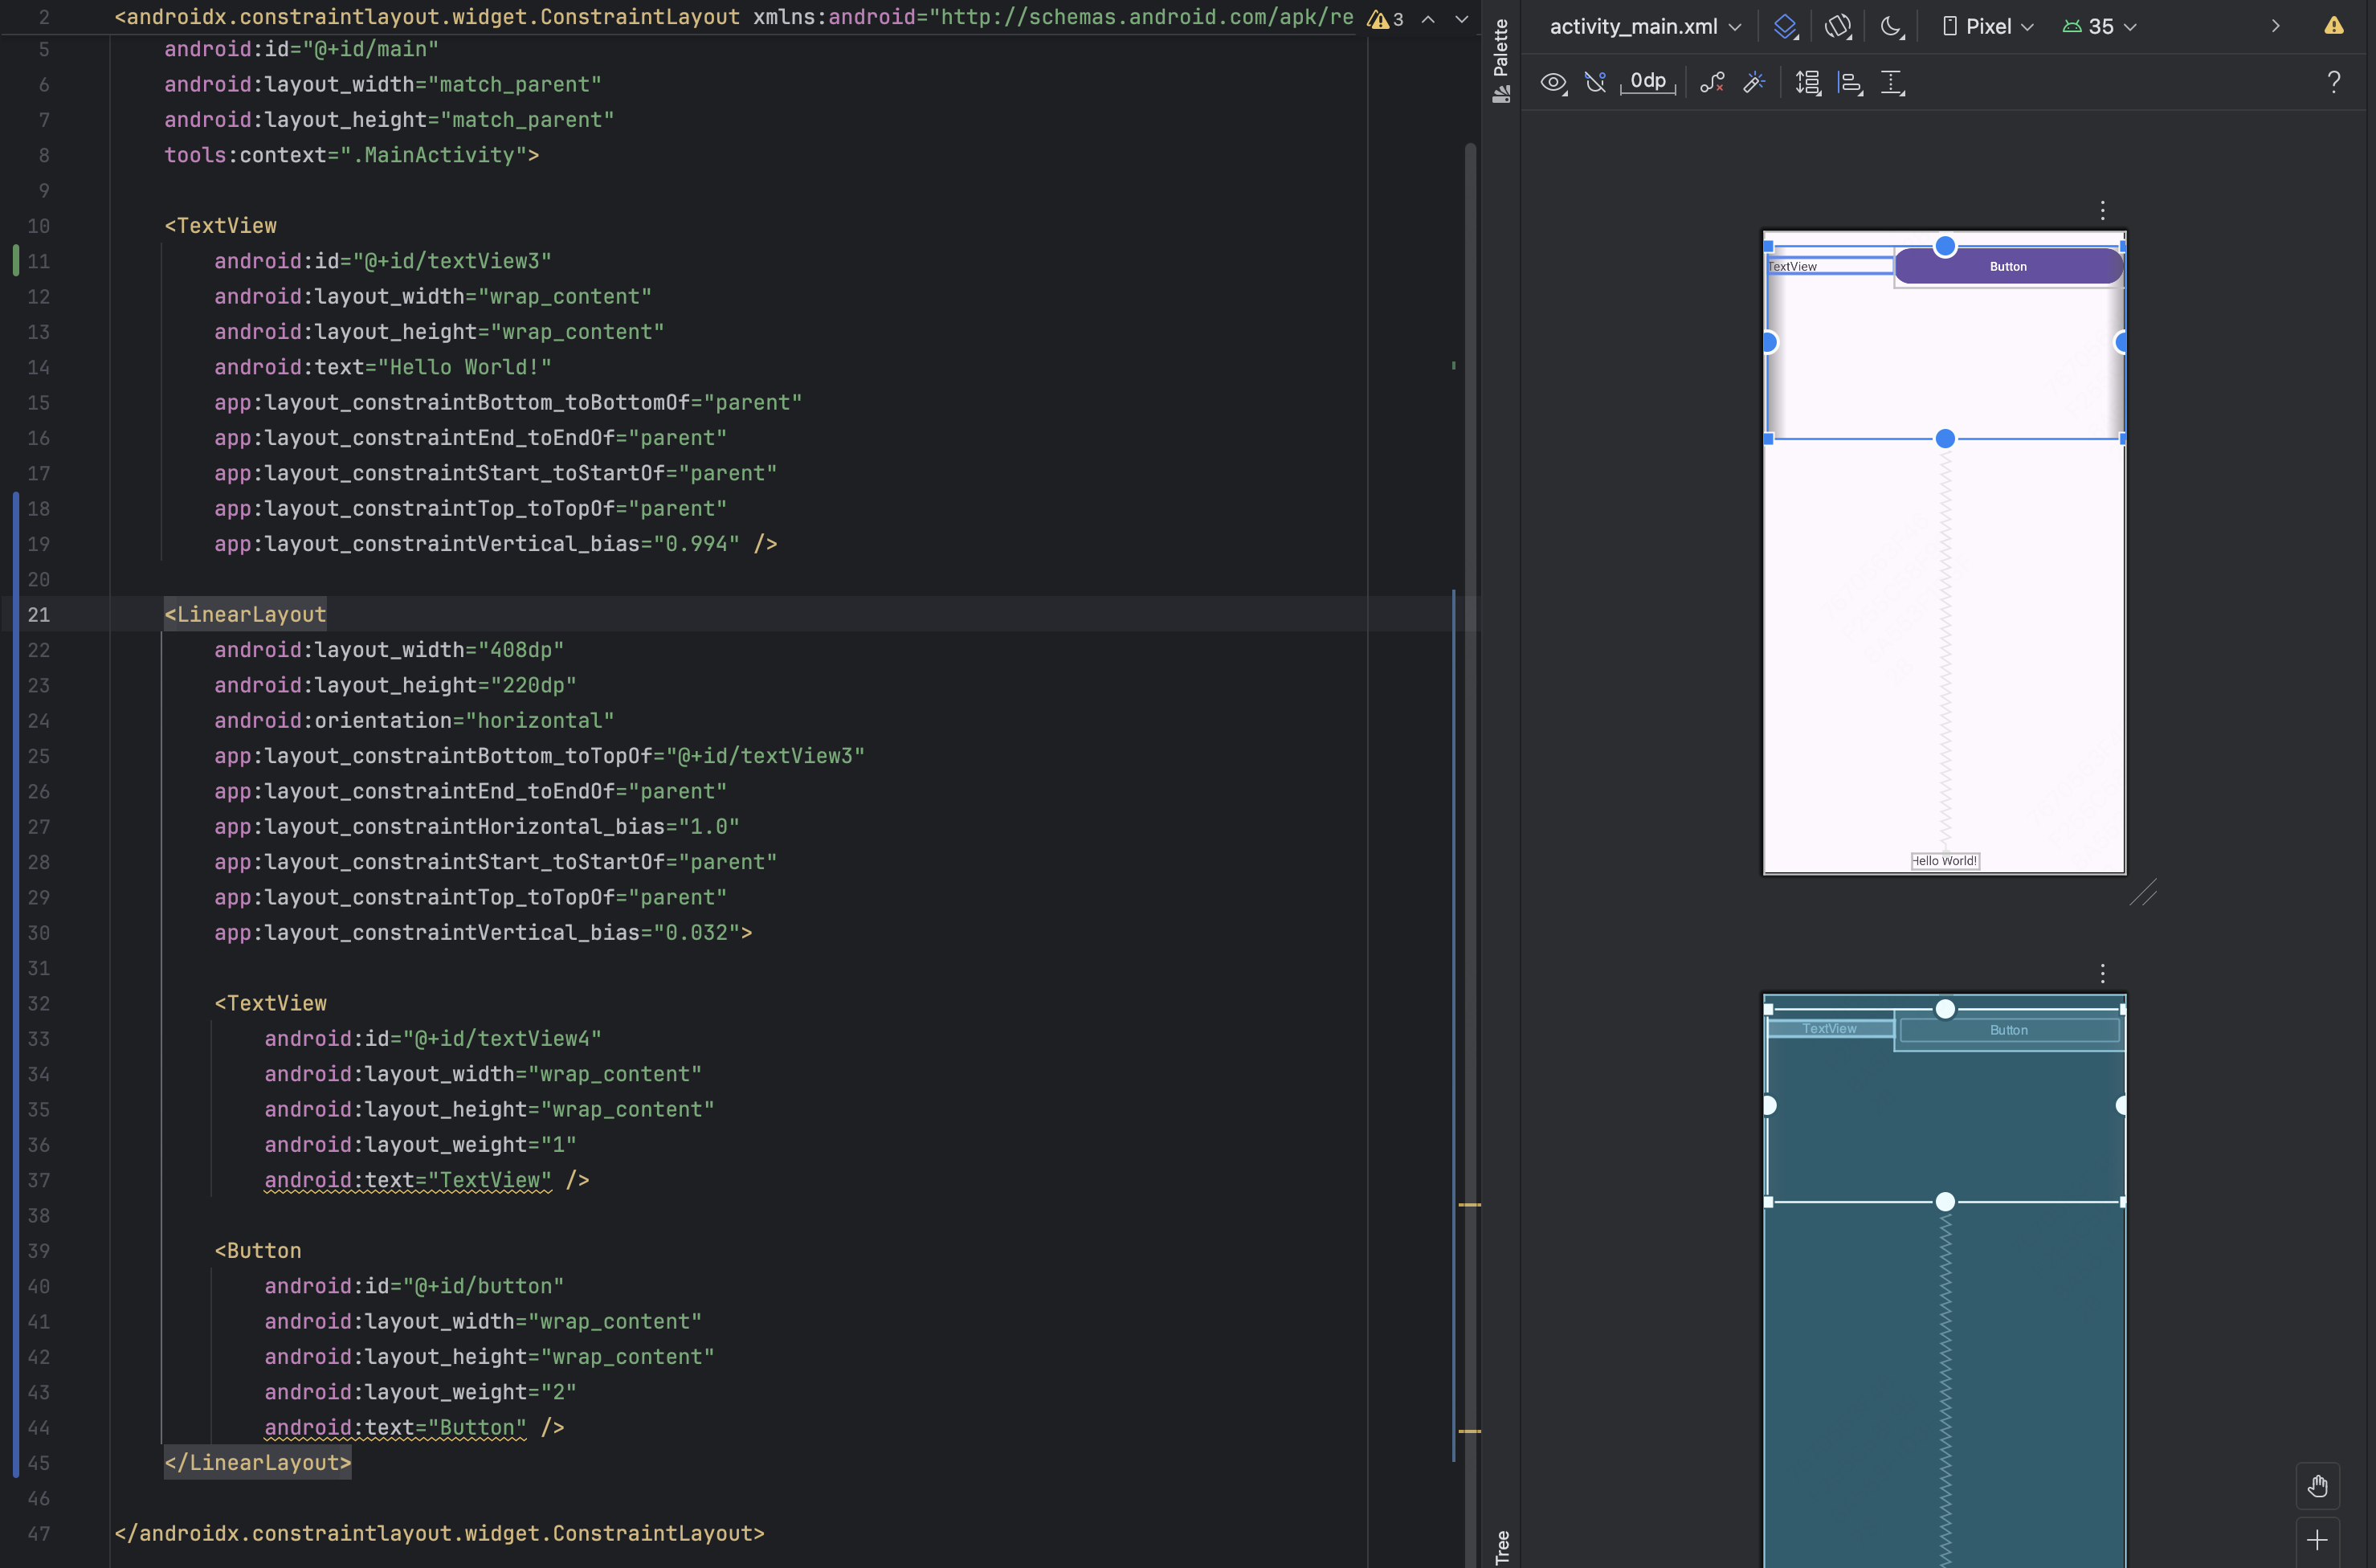 2 <androidx.constraintlayout.widget.ConstraintLayout xmlns:android="http://schemas.android.com/apk/re 3
5 android:id="@+id/main"
6 android:layout_width="match_parent"
7 android:layout_height="match_parent"
8 tools:context=".MainActivity">
9
10 <TextView
11 android:id="@+id/textView3"
12 android:layout_width="wrap_content"
13 android:layout_height="wrap_content"
14 android:text="Hello World!"
15 app:layout_constraintBottom_toBottomOf="parent"
16 app:layout_constraintEnd_toEndOf="parent"
17 app:layout_constraintStart_toStartOf="parent"
18 app:layout_constraintTop_toTopOf="parent"
19 app:layout_constraintVertical_bias="0.994" />
20
21 <LinearLayout
22 android:layout_width="408dp"
23 android:layout_height="220dp"
24 android:orientation="horizontal"
25 app:layout_constraintBottom_toTopOf="@+id/textView3"
26 app:layout_constraintEnd_toEndOf="parent"
27 app:layout_constraintHorizontal_bias="1.0"
28 app:layout_constraintStart_toStartOf="parent"
29 app:layout_constraintTop_toTopOf="parent"
30 app:layout_constraintVertical_bias="0.032">
31
32 <TextView
33 android:id="@+id/textView4"
34 android:layout_width="wrap_content"
35 android:layout_height="wrap_content"
36 android:layout_weight="1"
37 android:text="TextView" />
38
39 <Button
40 android:id="@+id/button"
41 android:layout_width="wrap_content"
42 android:layout_height="wrap_content"
43 android:layout_weight="2"
44 android:text="Button" />
45 </LinearLayout>
46
47 </androidx.constraintlayout.widget.ConstraintLayout>
Palette
Tree
activity_main.xml Pixel 35
0dp ?
TextView Button
Hello World!
TextView Button